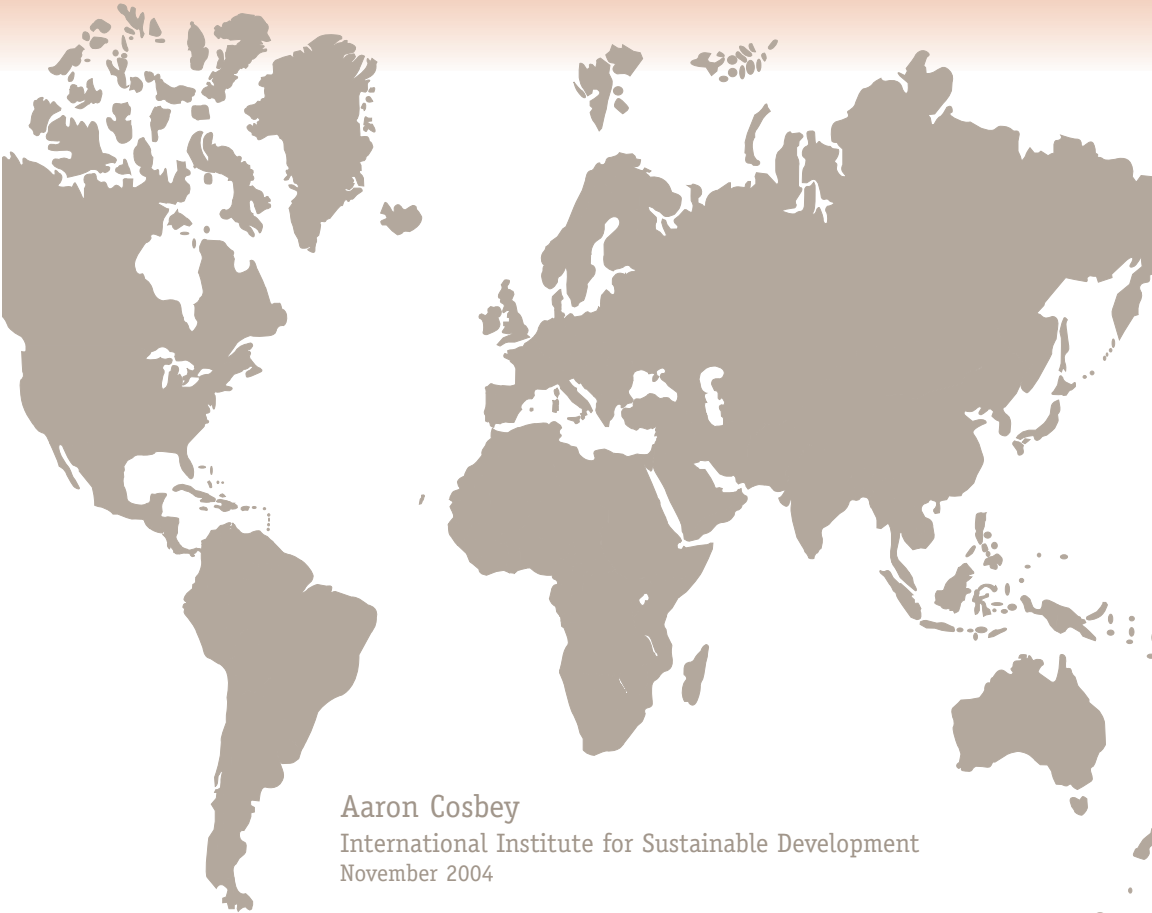 Aaron Cosbey
International Institute for Sustainable Development
November 2004